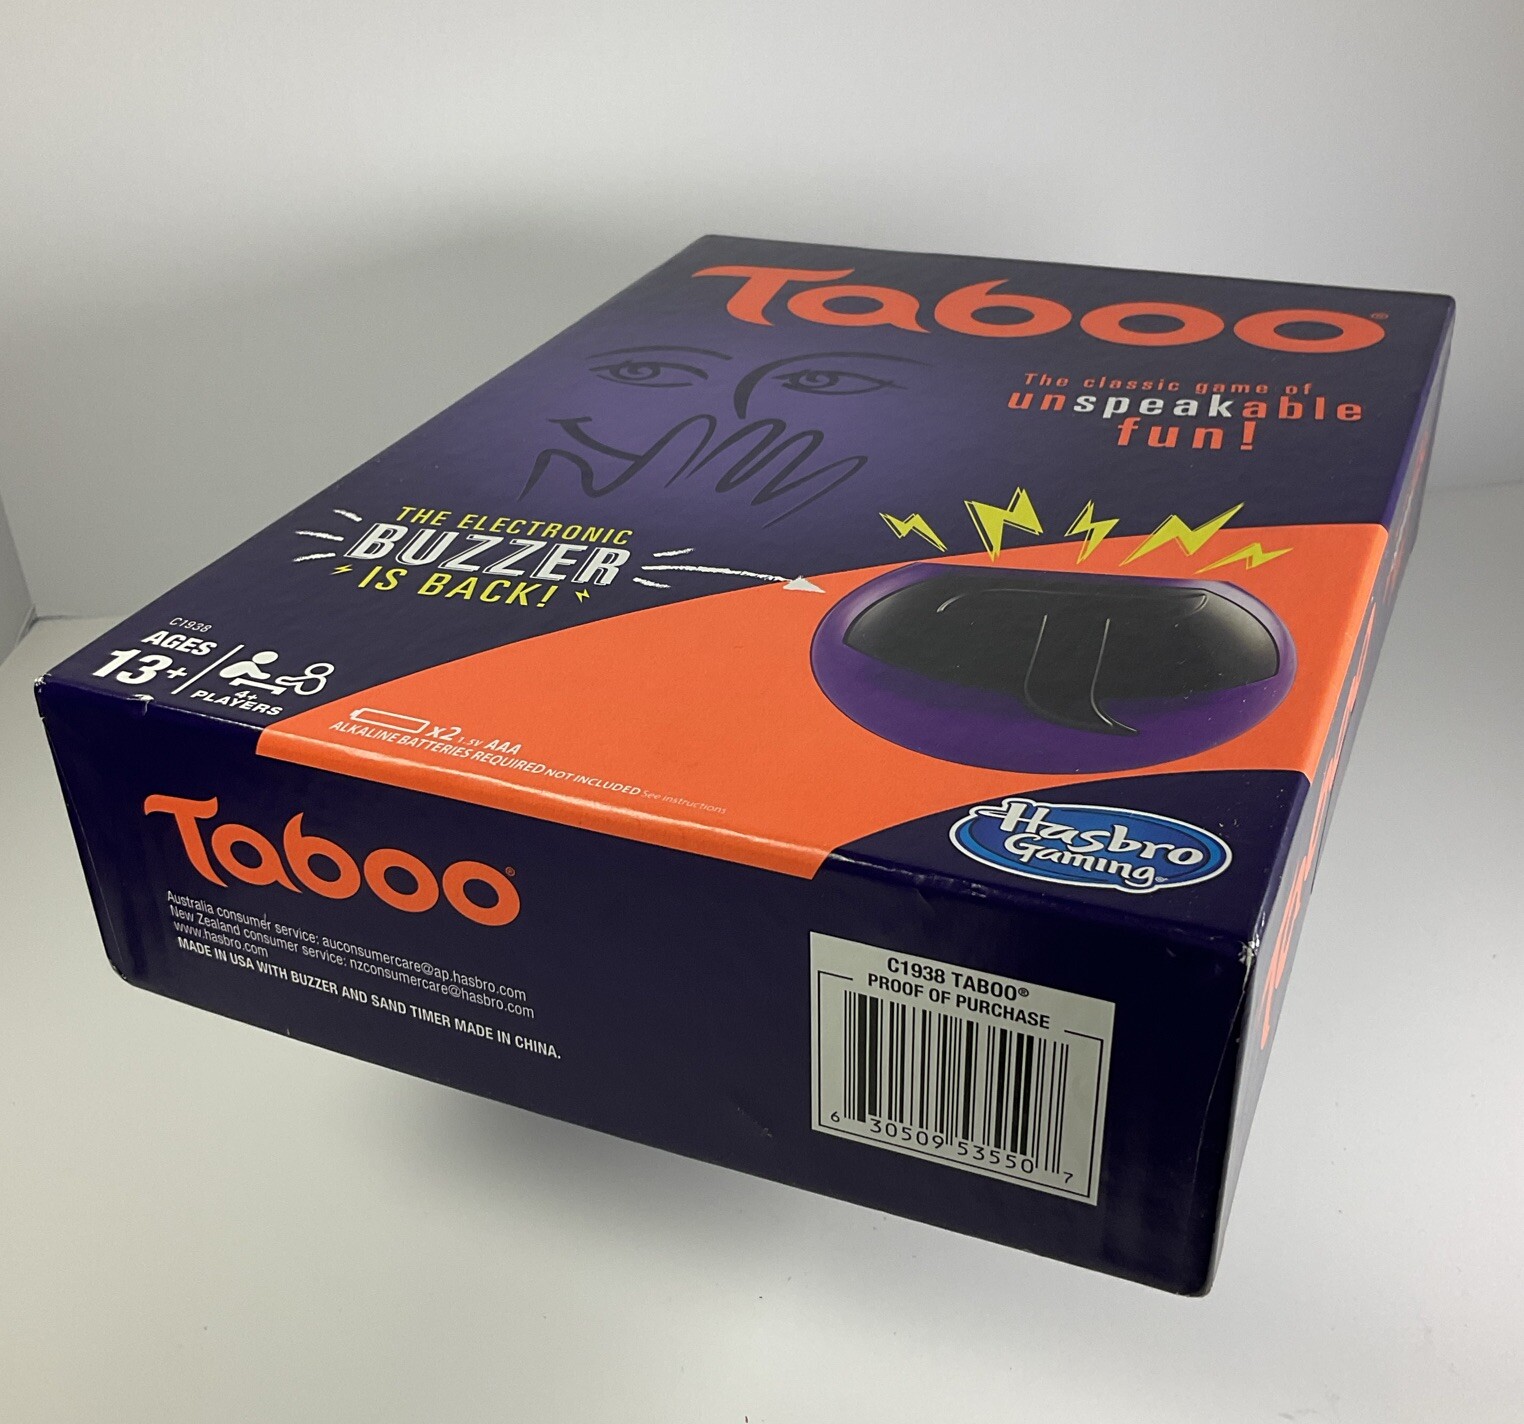 Taboo®
The classic game of
unspeakable
fun!
THE ELECTRONIC
BUZZER
IS BACK!
C1938
AGES
13+
4+
PLAYERS
x2 1.5V AAA
ALKALINE BATTERIES REQUIRED NOT INCLUDED See instructions
Hasbro
Gaming
Taboo®
Australia consumer service: auconsumercare@ap.hasbro.com
New Zealand consumer service: nzconsumercare@hasbro.com
www.hasbro.com
MADE IN USA WITH BUZZER AND SAND TIMER MADE IN CHINA.
C1938 TABOO®
PROOF OF PURCHASE
6 30509 53550 7
Taboo